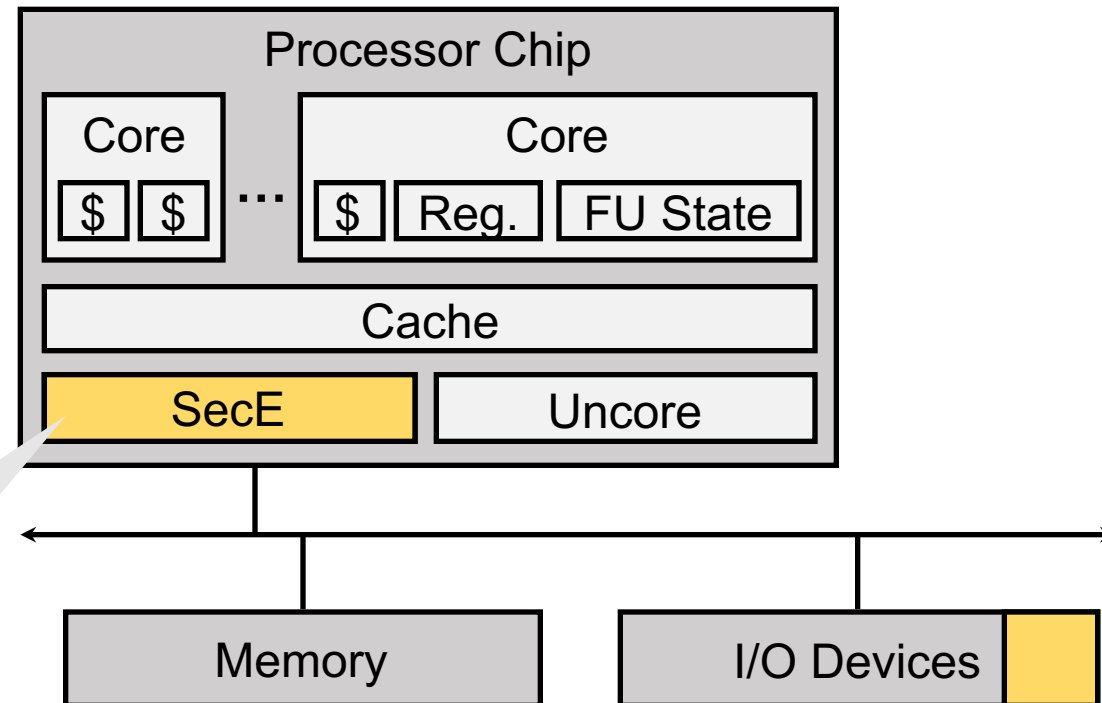 Processor Chip
Core
$ $
...
Core
$ Reg. FU State
Cache
SecE
Uncore
Memory
I/O Devices